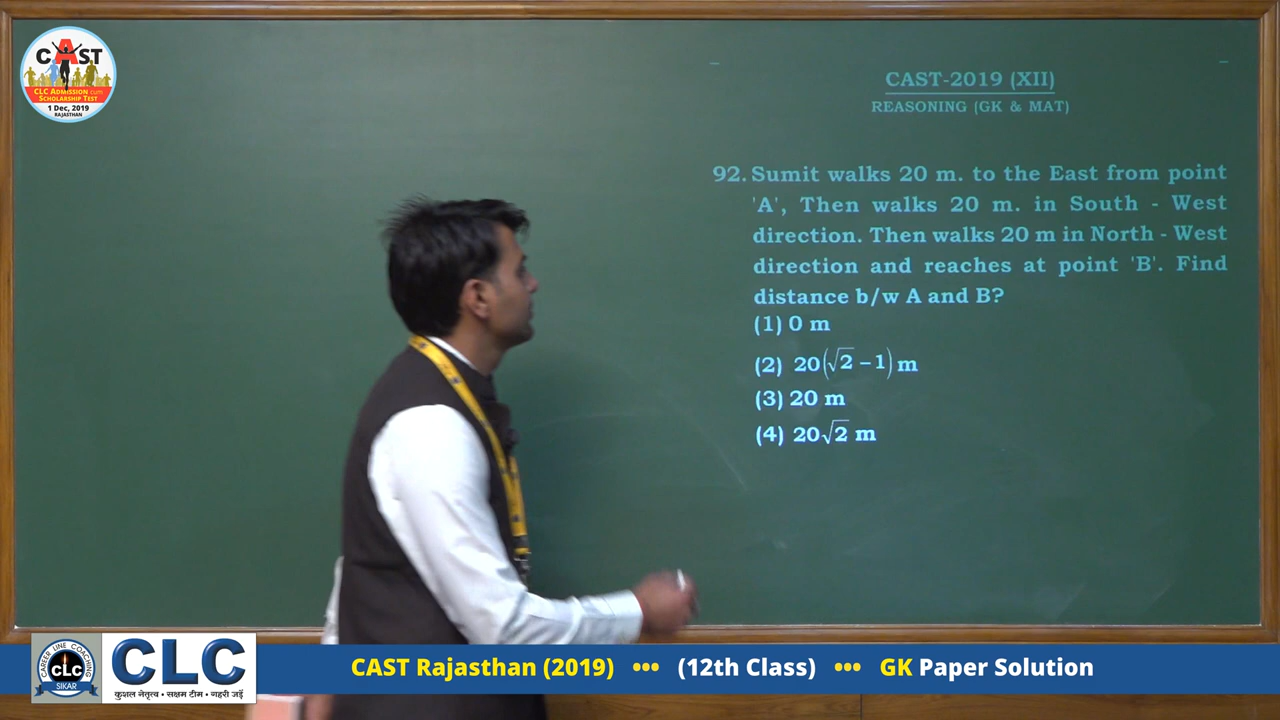 CAST
CLC ADMISSION cum
SCHOLARSHIP TEST
1 Dec, 2019
RAJASTHAN
CAST-2019 (XII)
REASONING (GK & MAT)
92. Sumit walks 20 m. to the East from point
'A', Then walks 20 m. in South - West
direction. Then walks 20 m in North - West
direction and reaches at point 'B'. Find
distance b/w A and B?
(1) 0 m
(2) 20(√2 − 1) m
(3) 20 m
(4) 20√2 m
CAREER LINE COACHING
CLC
SIKAR
CLC
कुशल नेतृत्व • सक्षम टीम • गहरी जड़ें
CAST Rajasthan (2019) ••• (12th Class) ••• GK Paper Solution